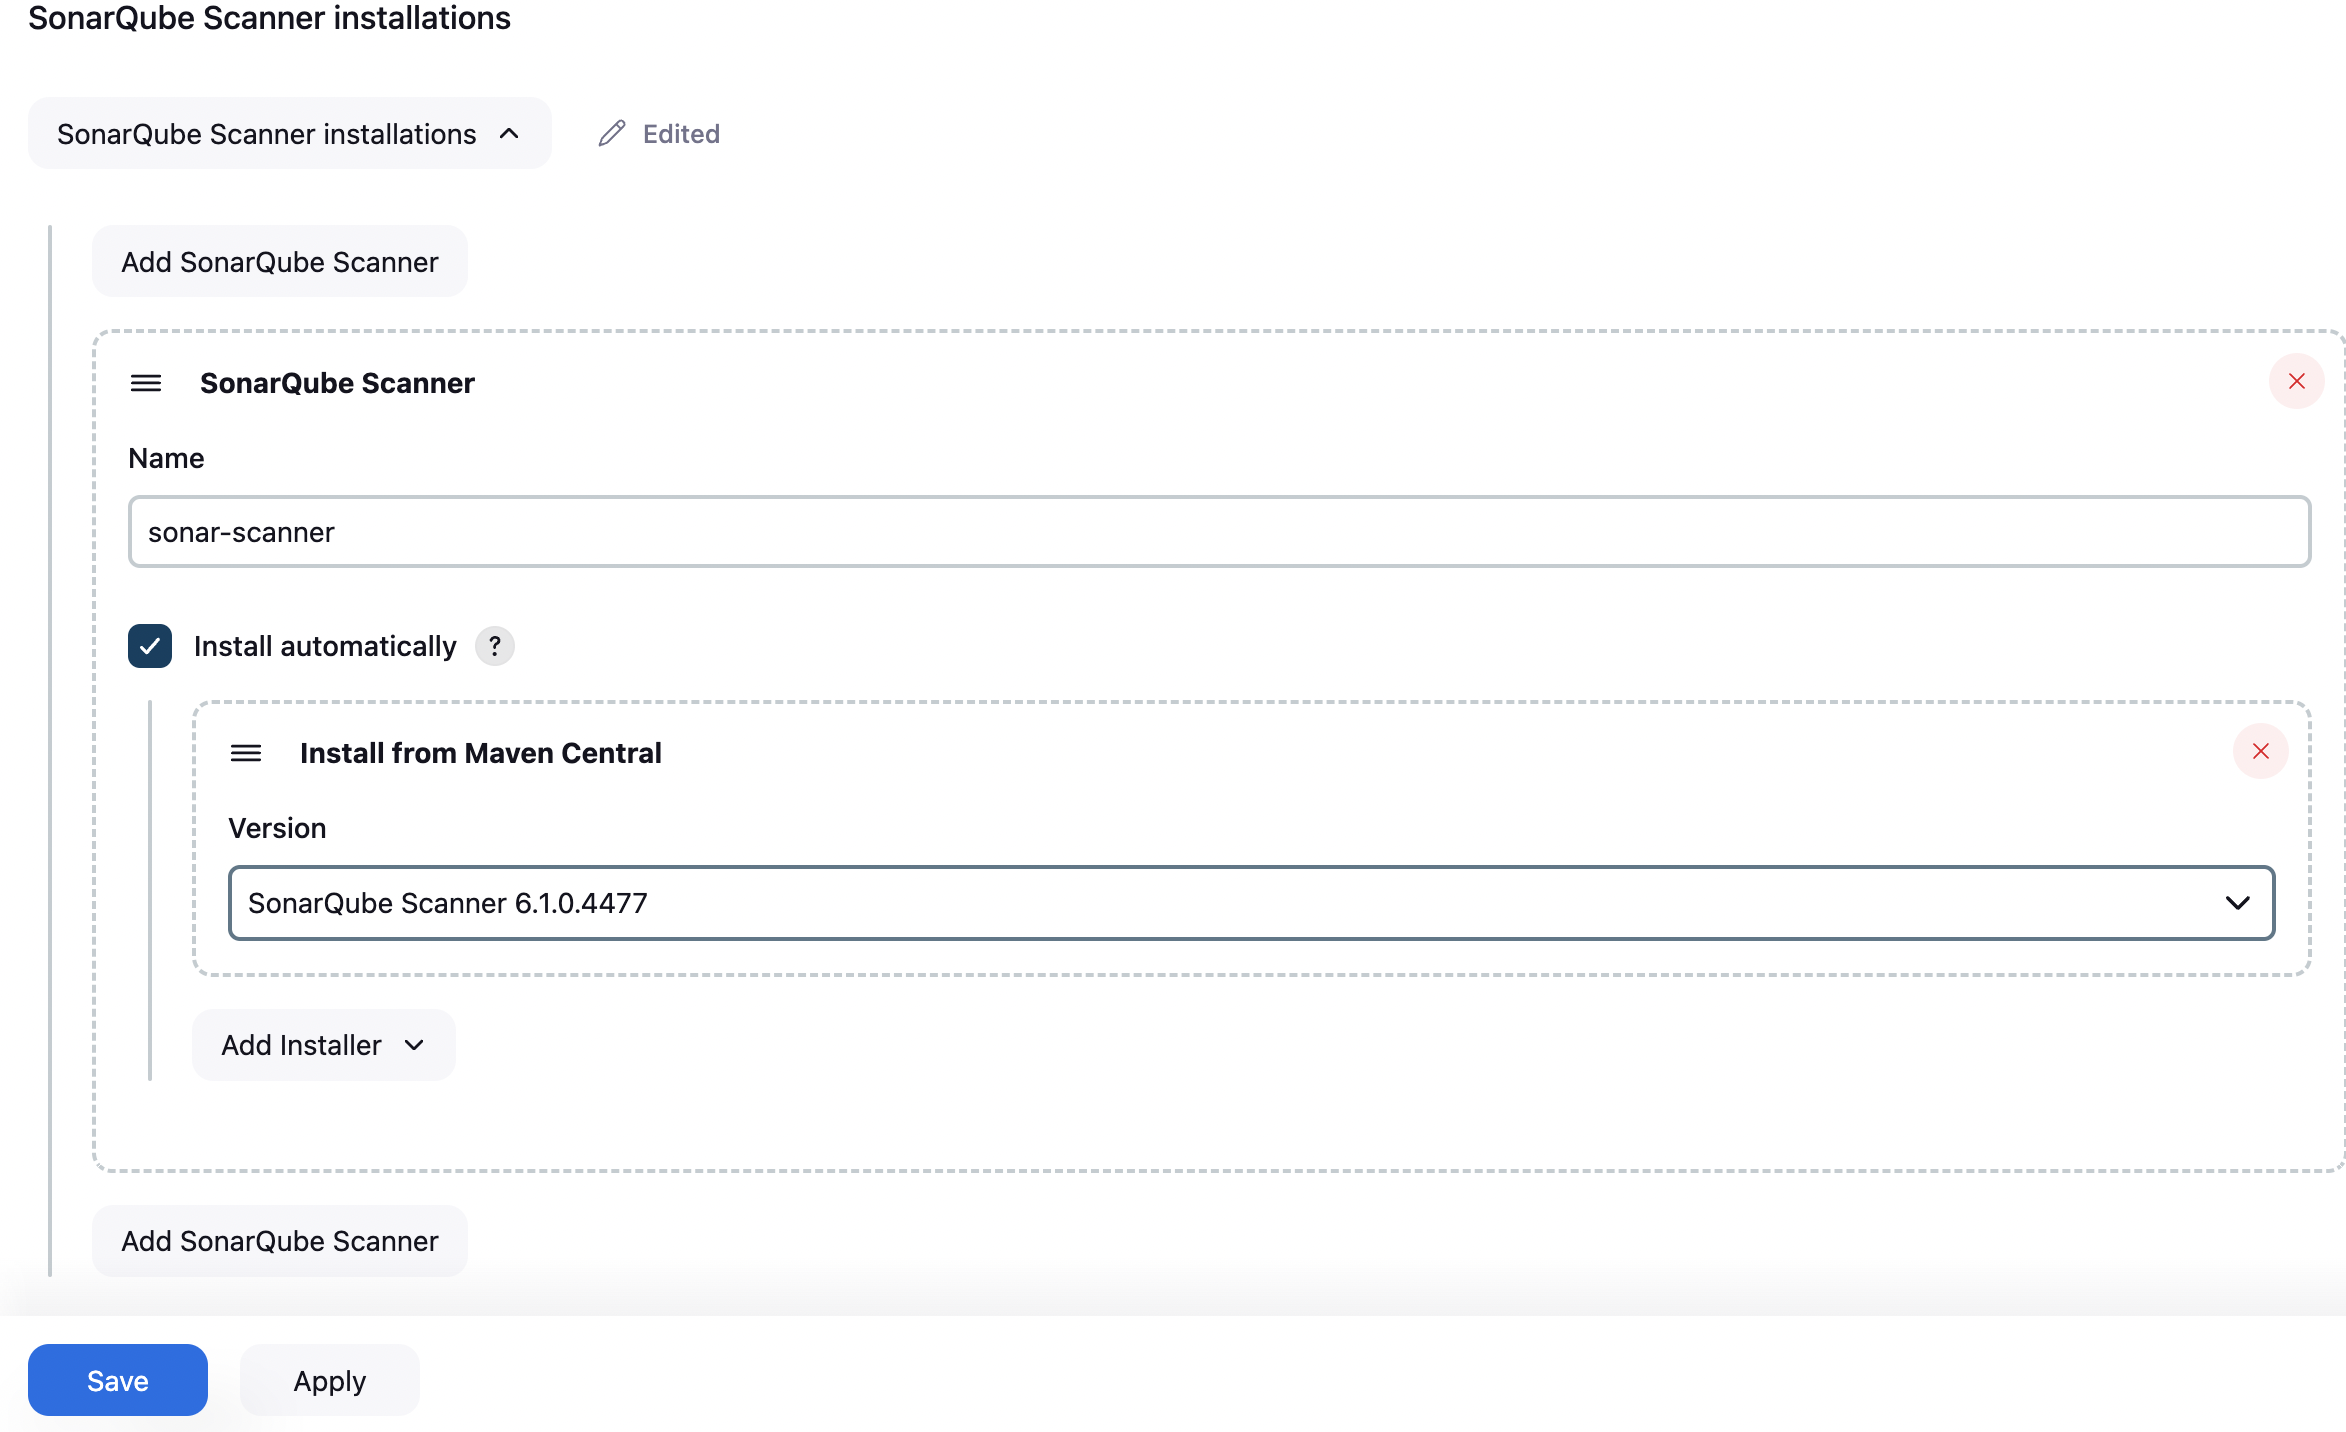 SonarQube Scanner installations
SonarQube Scanner installations
Edited
Add SonarQube Scanner
SonarQube Scanner
Name
sonar-scanner
Install automatically ?
Install from Maven Central
Version
SonarQube Scanner 6.1.0.4477
Add Installer
Add SonarQube Scanner
Save
Apply